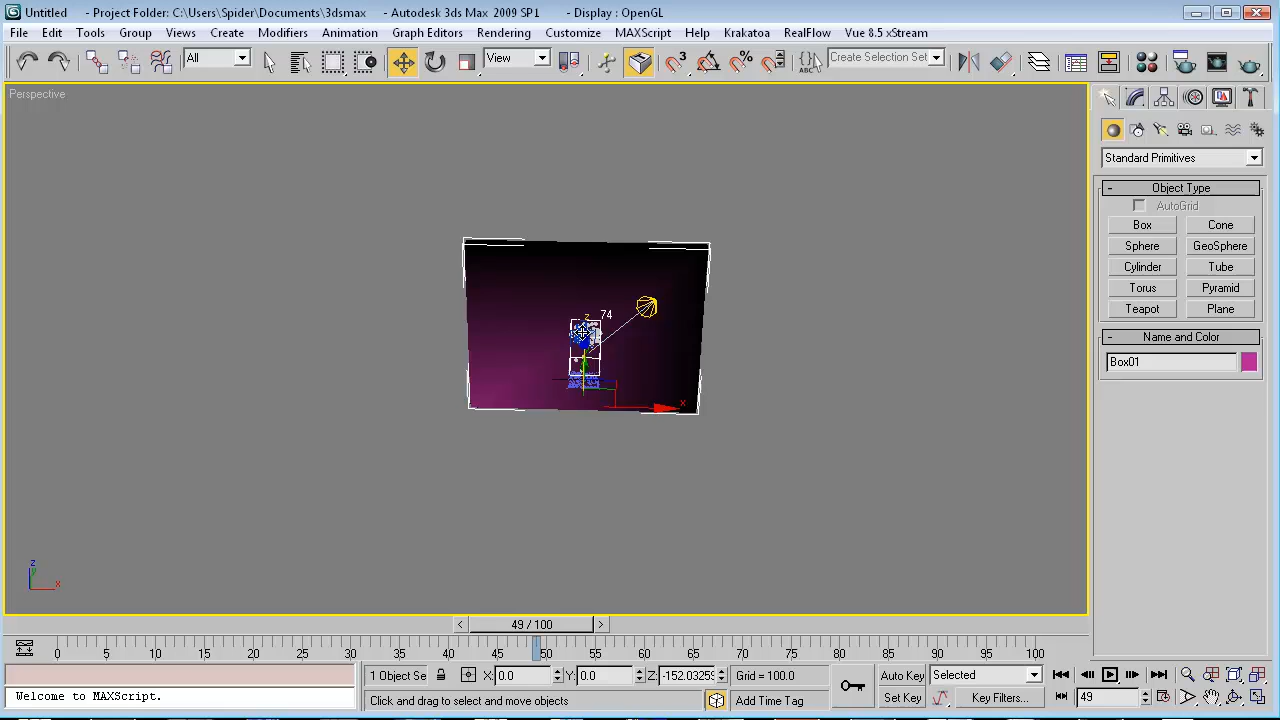 Untitled - Project Folder: C:\Users\Spider\Documents\3dsmax - Autodesk 3ds Max 2009 SP1 - Display : OpenGL
File Edit Tools Group Views Create Modifiers Animation Graph Editors Rendering Customize MAXScript Help Krakatoa RealFlow Vue 8.5 xStream
All View Create Selection Set
Perspective
Standard Primitives
- Object Type
AutoGrid
Box Cone
Sphere GeoSphere
Cylinder Tube
Torus Pyramid
Teapot Plane
- Name and Color
Box01
z 74
x
z
y
x
< 49 / 100 >
0 5 10 15 20 25 30 35 40 45 50 55 60 65 70 75 80 85 90 95 100
1 Object Se X: 0.0 Y: 0.0 Z: -152.0325 Grid = 100.0 Auto Key Selected
Welcome to MAXScript. Click and drag to select and move objects Add Time Tag Set Key Key Filters... 49